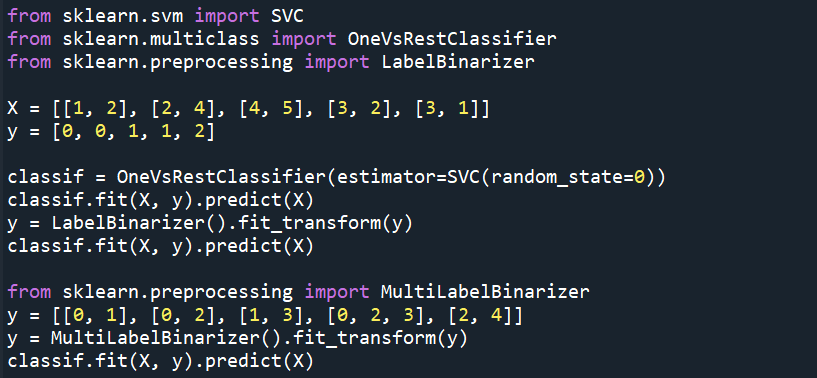 from sklearn.svm import SVC
from sklearn.multiclass import OneVsRestClassifier
from sklearn.preprocessing import LabelBinarizer
X = [[1, 2], [2, 4], [4, 5], [3, 2], [3, 1]]
y = [0, 0, 1, 1, 2]
classif = OneVsRestClassifier(estimator=SVC(random_state=0))
classif.fit(X, y).predict(X)
y = LabelBinarizer().fit_transform(y)
classif.fit(X, y).predict(X)
from sklearn.preprocessing import MultiLabelBinarizer
y = [[0, 1], [0, 2], [1, 3], [0, 2, 3], [2, 4]]
y = MultiLabelBinarizer().fit_transform(y)
classif.fit(X, y).predict(X)